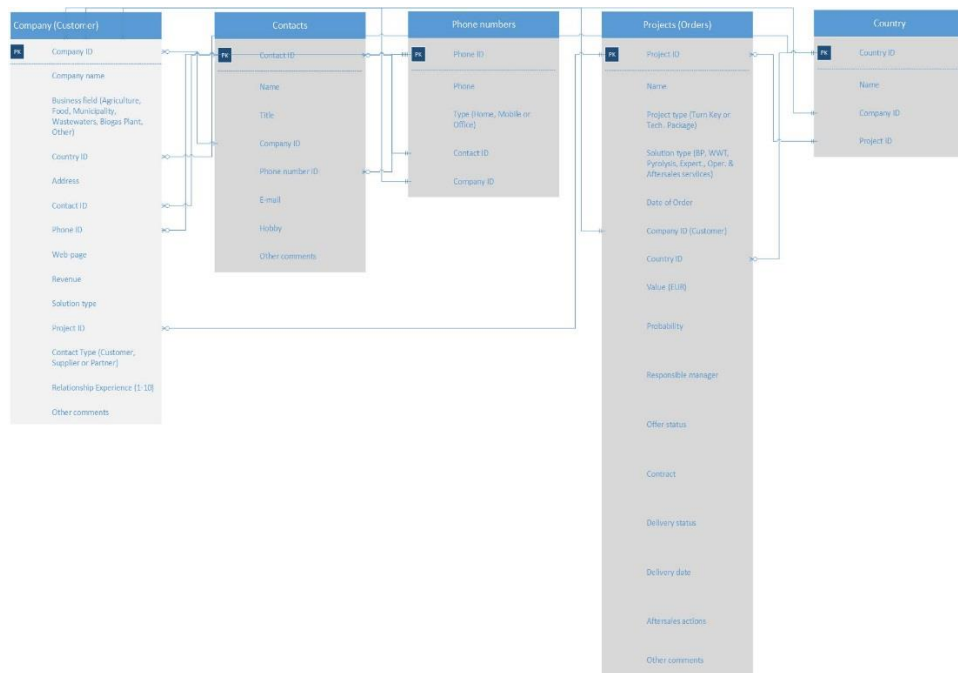 Company (Customer)
PK
Company ID
Company name
Business field (Agriculture,
Food, Municipality,
Wastewaters, Biogas Plant,
Other)
Country ID
Address
Contact ID
Phone ID
Web-page
Revenue
Solution type
Project ID
Contact Type (Customer,
Supplier or Partner)
Relationship Experience (1-10)
Other comments
Contacts
PK
Contact ID
Name
Title
Company ID
Phone number ID
E-mail
Hobby
Other comments
Phone numbers
PK
Phone ID
Phone
Type (Home, Mobile or
Office)
Contact ID
Company ID
Projects (Orders)
PK
Project ID
Name
Project type (Turn Key or
Tech. Package)
Solution type (BP, WWT,
Pyrolysis, Expert., Oper. &
Aftersales services)
Date of Order
Company ID (Customer)
Country ID
Value (EUR)
Probability
Responsible manager
Offer status
Contract
Delivery status
Delivery date
Aftersales actions
Other comments
Country
PK
Country ID
Name
Company ID
Project ID